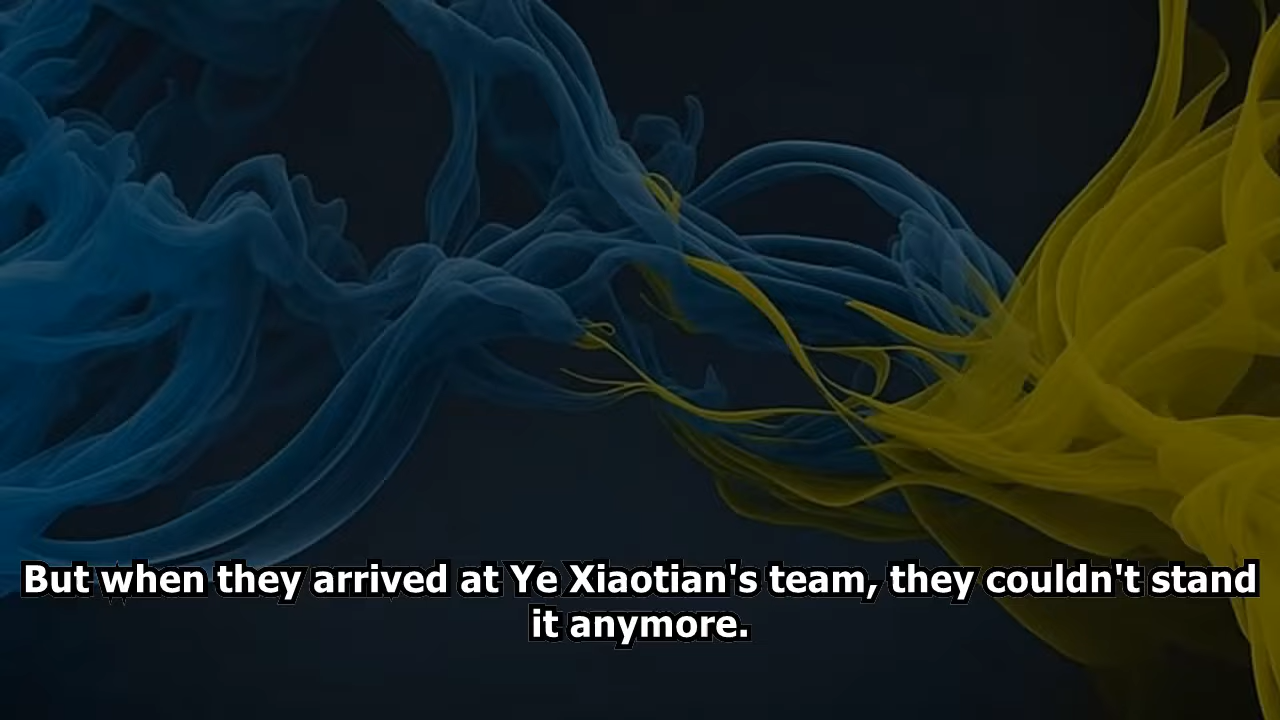 But when they arrived at Ye Xiaotian's team, they couldn't stand
it anymore.